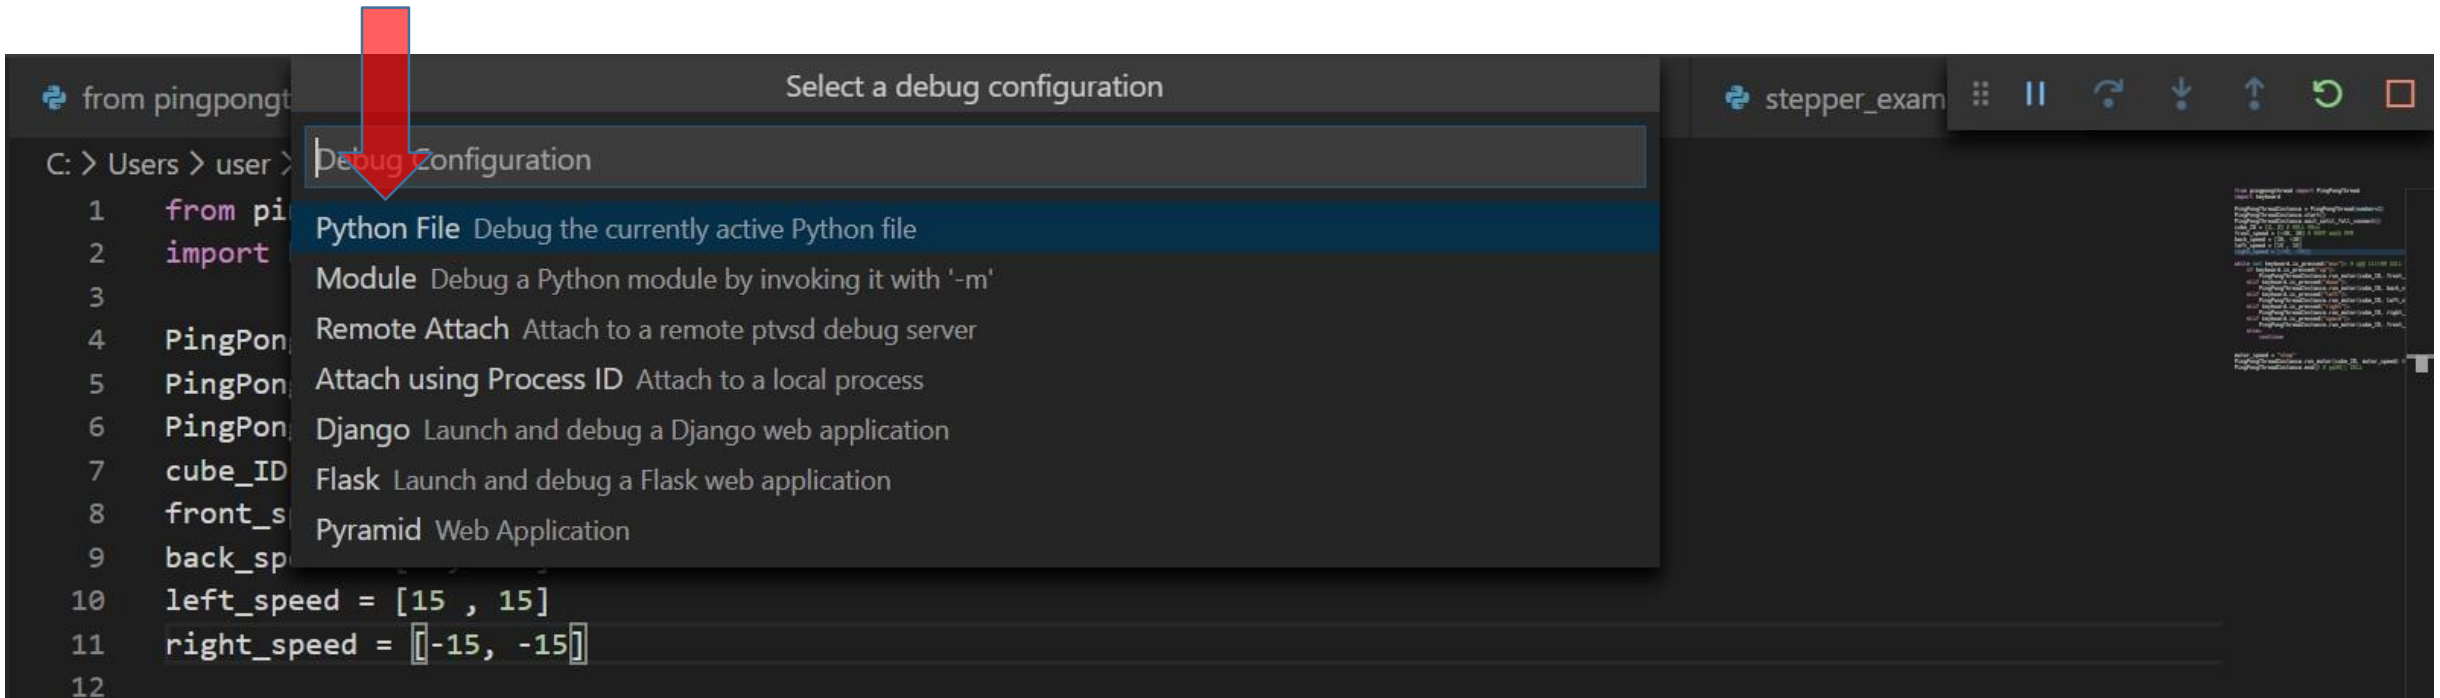 Select a debug configuration
from pingpongt
stepper_exam
C: > Users > user >
Debug Configuration
Python File Debug the currently active Python file
Module Debug a Python module by invoking it with '-m'
Remote Attach Attach to a remote ptvsd debug server
Attach using Process ID Attach to a local process
Django Launch and debug a Django web application
Flask Launch and debug a Flask web application
Pyramid Web Application
1 from pi
2 import
3
4 PingPon
5 PingPon
6 PingPon
7 cube_ID
8 front_s
9 back_sp
10 left_speed = [15 , 15]
11 right_speed = [-15, -15]
12